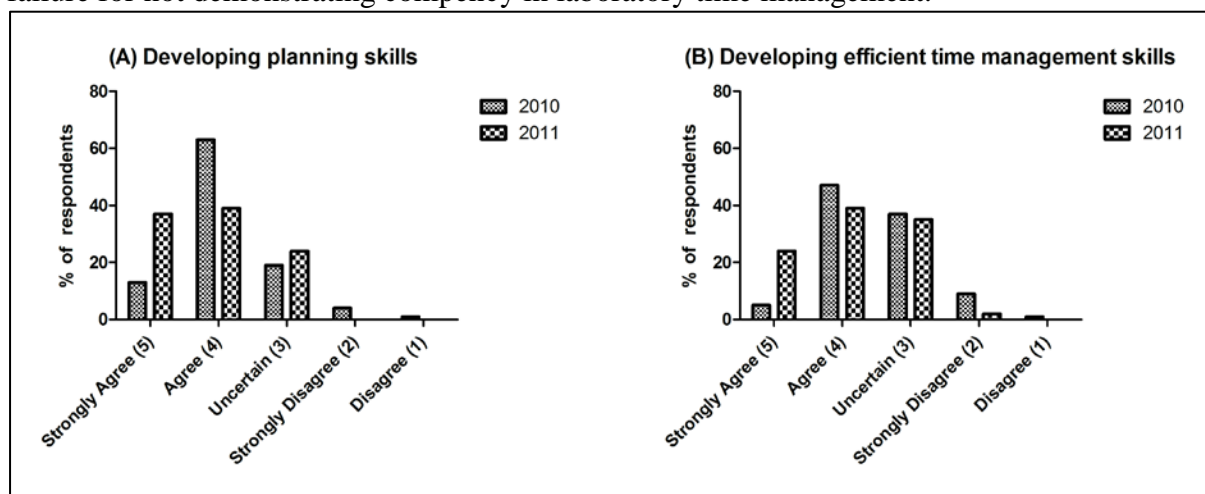 failure for not demonstrating compency in laboratory time management.
(A) Developing planning skills
% of respondents
80
60
40
20
0
2010
2011
Strongly Agree (5)
Agree (4)
Uncertain (3)
Strongly Disagree (2)
Disagree (1)
(B) Developing efficient time management skills
% of respondents
80
60
40
20
0
2010
2011
Strongly Agree (5)
Agree (4)
Uncertain (3)
Strongly Disagree (2)
Disagree (1)